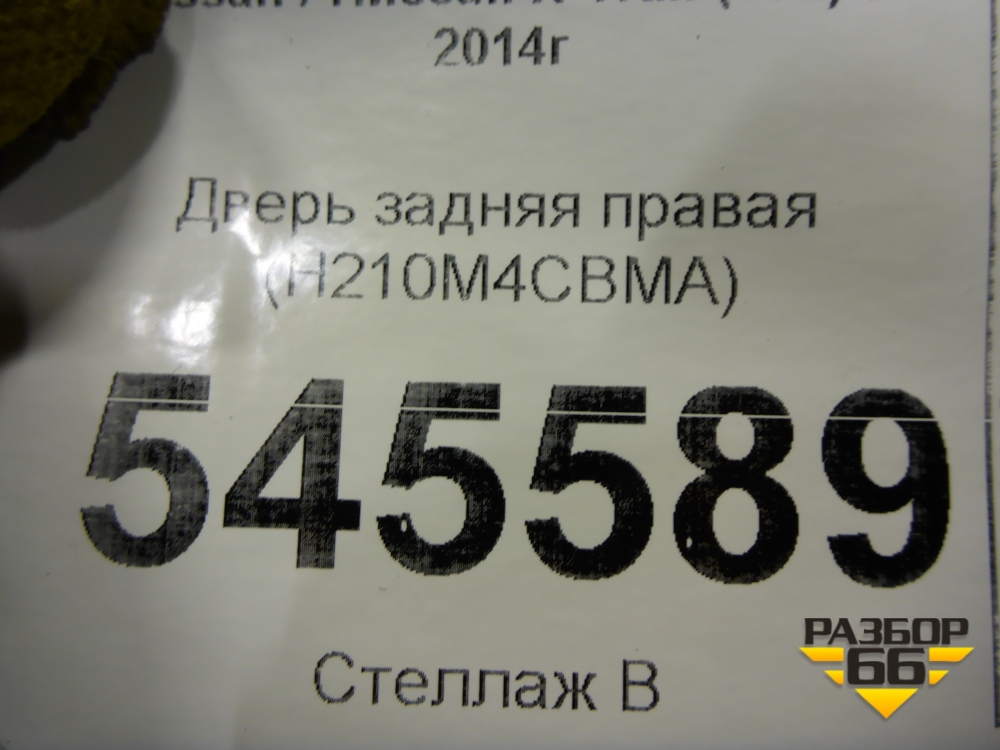 2014г
Дверь задняя правая
(H210M4CBMA)
545589
Стеллаж В
РАЗБОР
66